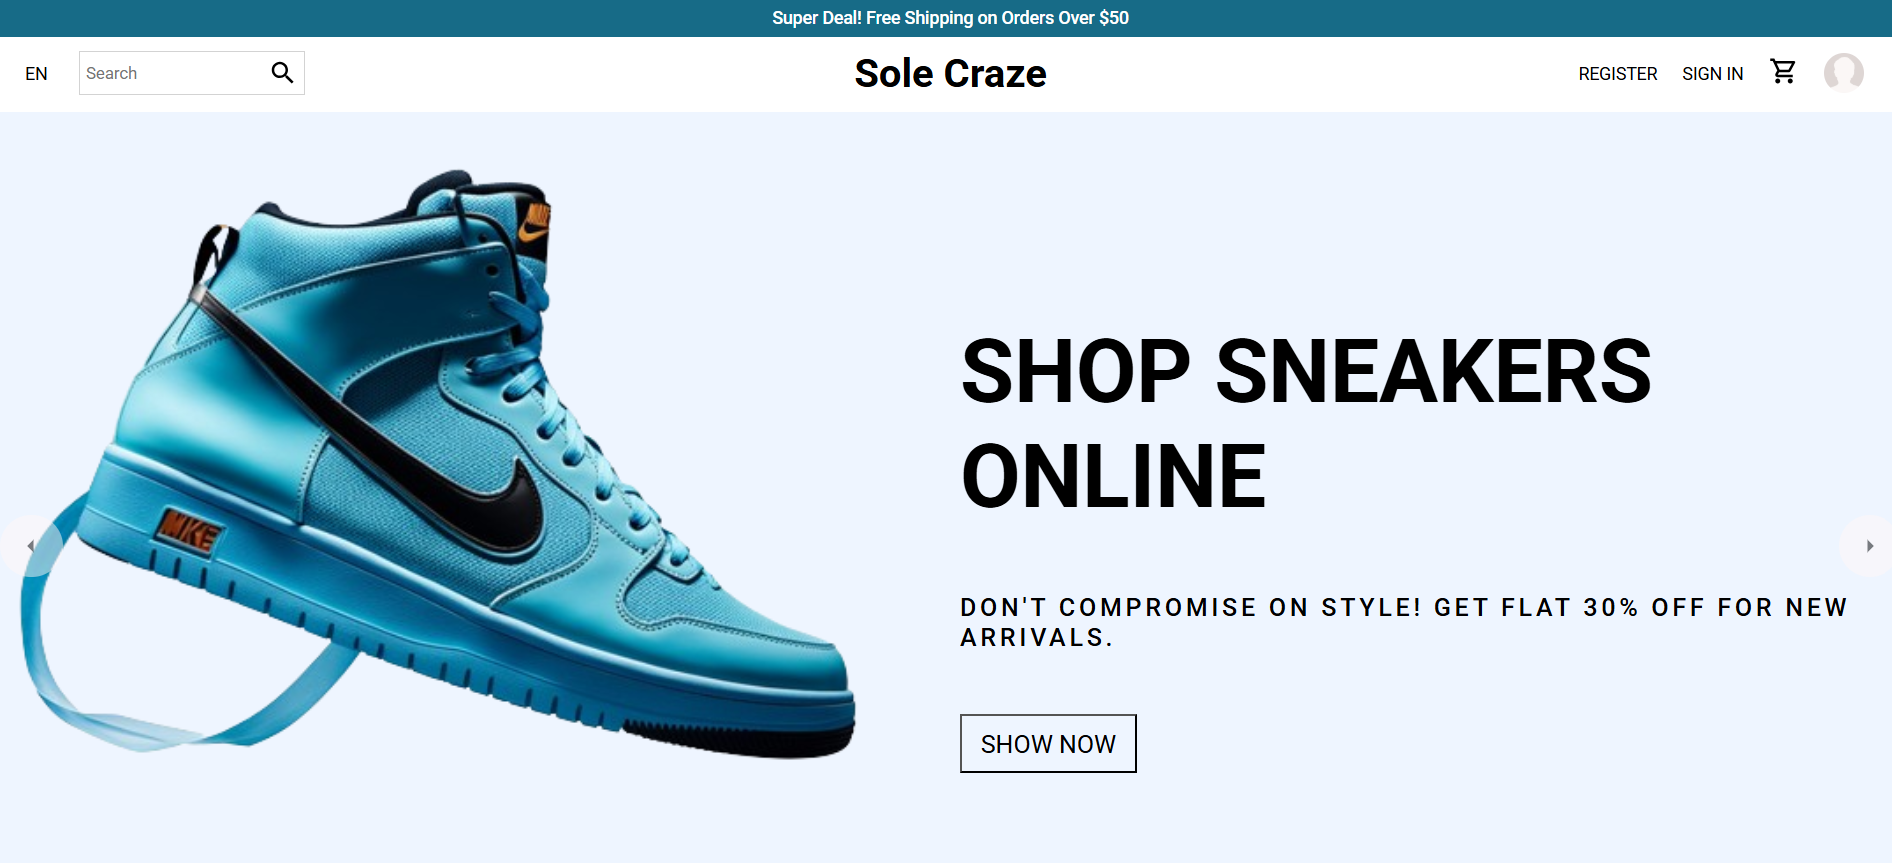 Super Deal! Free Shipping on Orders Over $50
EN
Search
Sole Craze
REGISTER
SIGN IN
NIKE
MKE
SHOP SNEAKERS
ONLINE
DON'T COMPROMISE ON STYLE! GET FLAT 30% OFF FOR NEW
ARRIVALS.
SHOW NOW